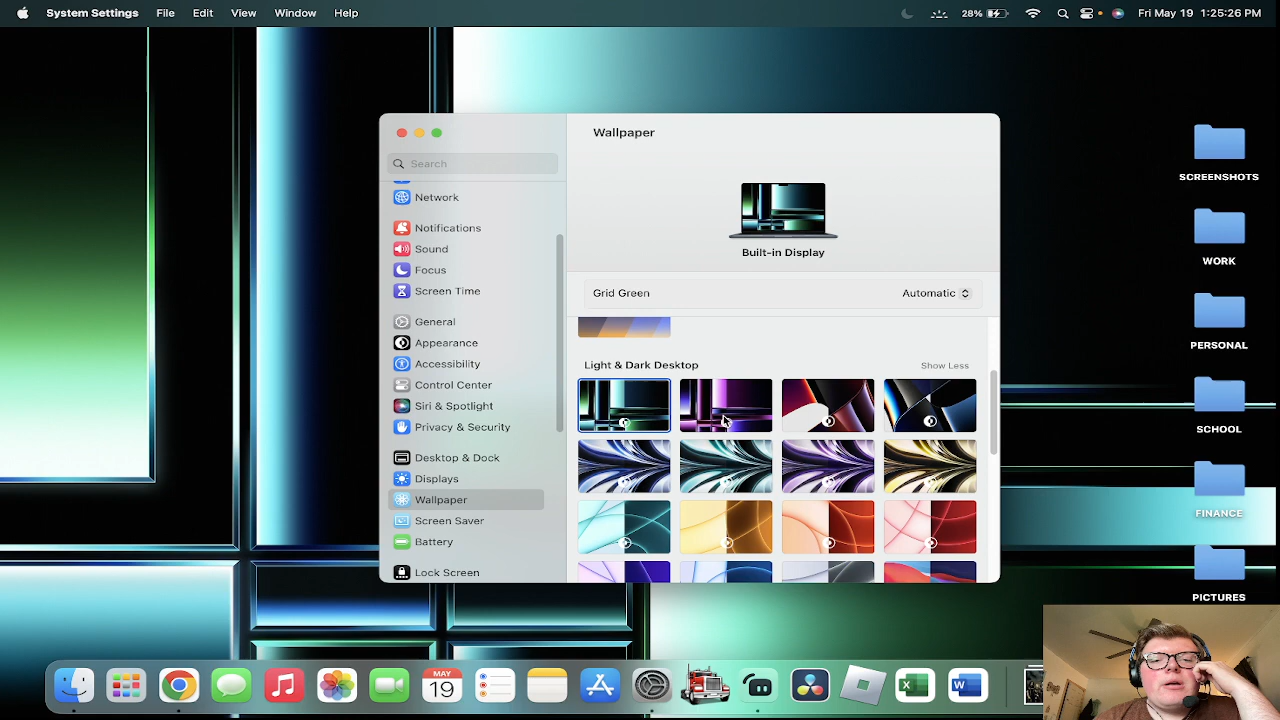 System Settings File Edit View Window Help 28% Fri May 19 1:25:26 PM
Wallpaper
Search
Network
Notifications
Sound
Focus
Screen Time
General
Appearance
Accessibility
Control Center
Siri & Spotlight
Privacy & Security
Desktop & Dock
Displays
Wallpaper
Screen Saver
Battery
Lock Screen
Built-in Display
Grid Green Automatic
Light & Dark Desktop Show Less
SCREENSHOTS
WORK
PERSONAL
SCHOOL
FINANCE
PICTURES
MAY
19
X
W